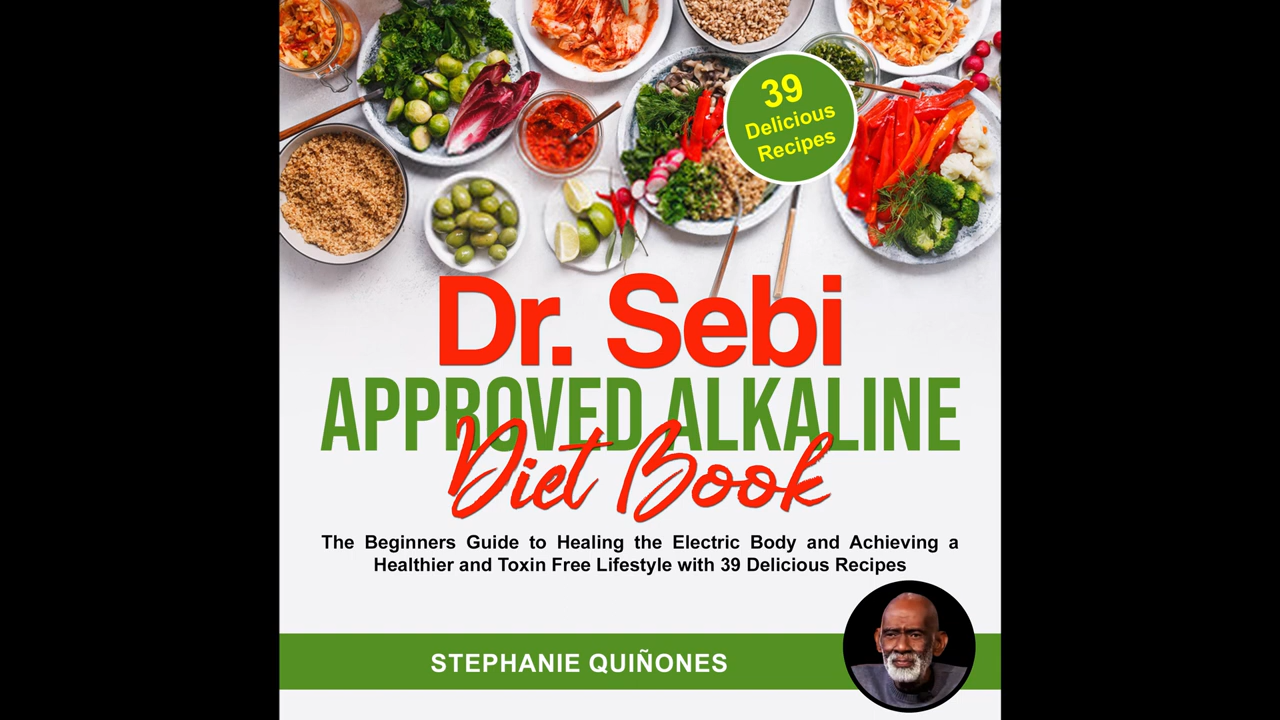 39
Delicious
Recipes
Dr. Sebi
APPROVED ALKALINE
Diet Book
The Beginners Guide to Healing the Electric Body and Achieving a
Healthier and Toxin Free Lifestyle with 39 Delicious Recipes
STEPHANIE QUIÑONES